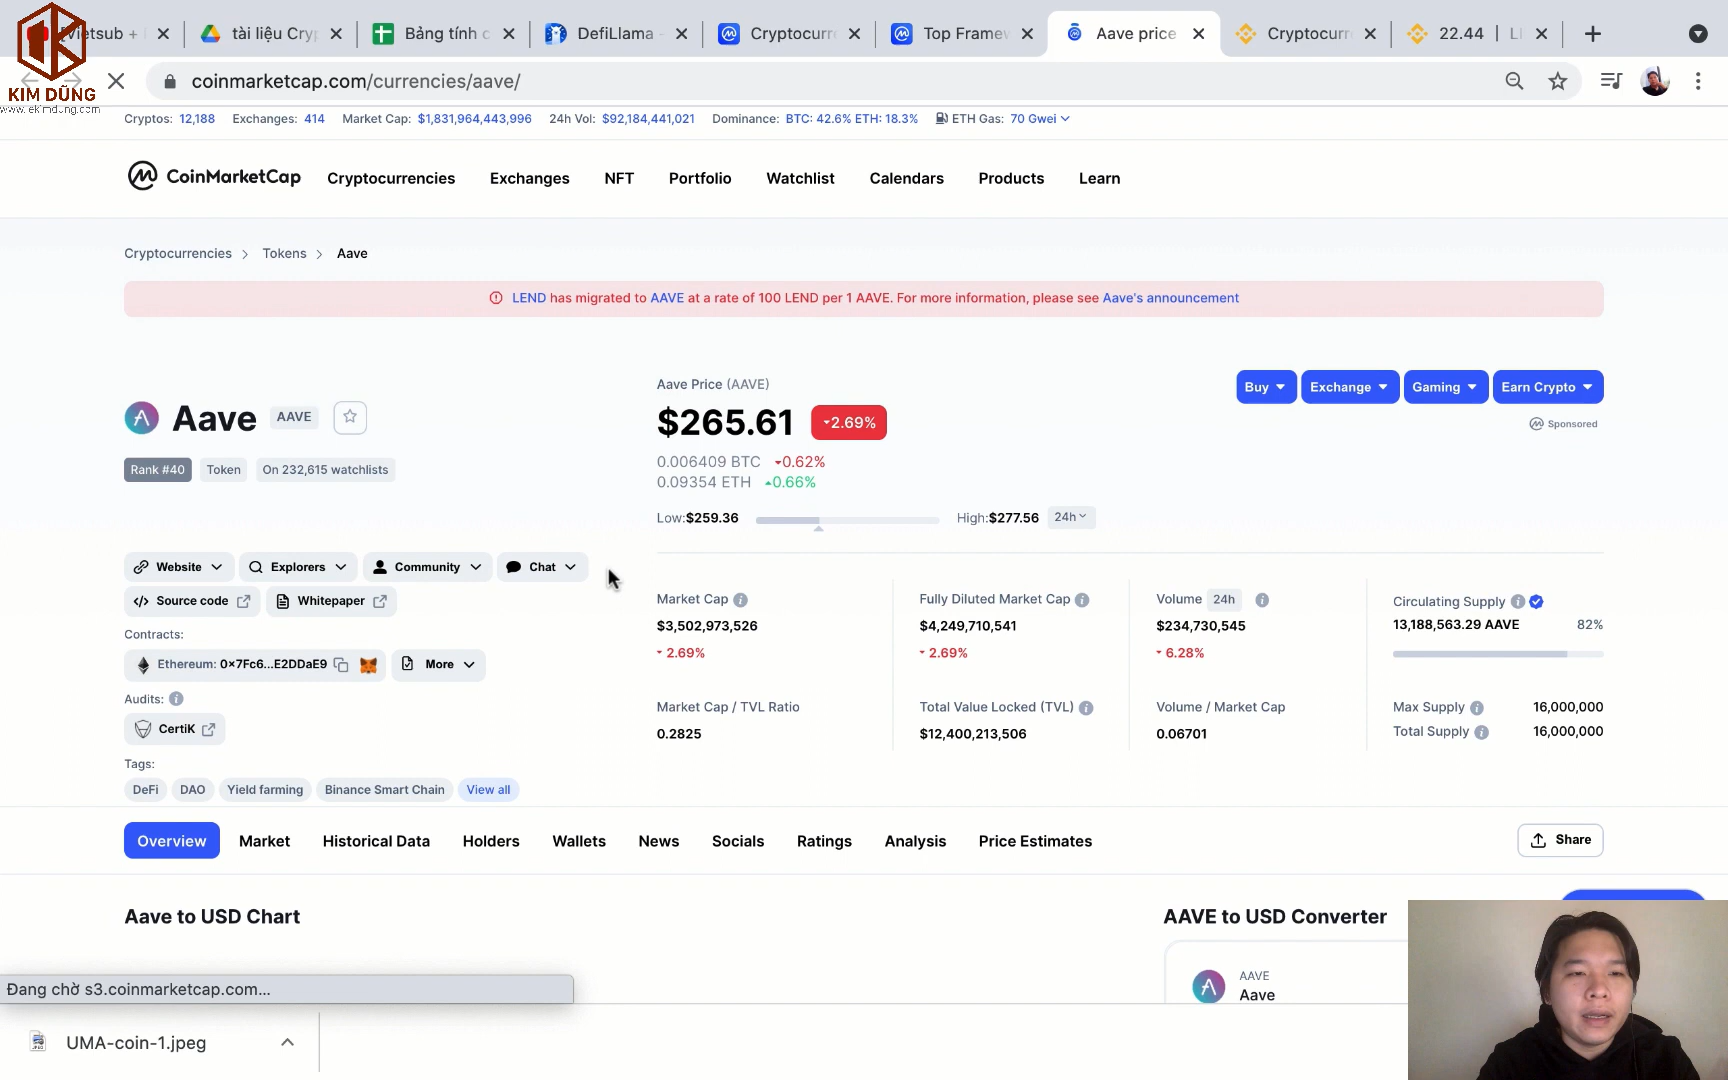 Vietsub +
tài liệu Cryp
Bảng tính c
DefiLlama -
Cryptocurr
Top Framew
Aave price
Cryptocurr
22.44 | LI
KIM DŨNG
www.ekimdung.com
coinmarketcap.com/currencies/aave/
Cryptos: 12,188 Exchanges: 414 Market Cap: $1,831,964,443,996 24h Vol: $92,184,441,021 Dominance: BTC: 42.6% ETH: 18.3% ETH Gas: 70 Gwei
CoinMarketCap Cryptocurrencies Exchanges NFT Portfolio Watchlist Calendars Products Learn
Cryptocurrencies > Tokens > Aave
LEND has migrated to AAVE at a rate of 100 LEND per 1 AAVE. For more information, please see Aave's announcement
Aave AAVE
Rank #40 Token On 232,615 watchlists
Aave Price (AAVE)
$265.61 2.69%
0.006409 BTC 0.62%
0.09354 ETH 0.66%
Low:$259.36 High:$277.56 24h
Buy Exchange Gaming Earn Crypto
Sponsored
Website Explorers Community Chat
Source code Whitepaper
Contracts:
Ethereum: 0x7Fc6...E2DDaE9 More
Audits:
CertiK
Tags:
DeFi DAO Yield farming Binance Smart Chain View all
Market Cap
$3,502,973,526
2.69%
Fully Diluted Market Cap
$4,249,710,541
2.69%
Volume 24h
$234,730,545
6.28%
Circulating Supply
13,188,563.29 AAVE 82%
Market Cap / TVL Ratio
0.2825
Total Value Locked (TVL)
$12,400,213,506
Volume / Market Cap
0.06701
Max Supply 16,000,000
Total Supply 16,000,000
Overview Market Historical Data Holders Wallets News Socials Ratings Analysis Price Estimates Share
Aave to USD Chart
AAVE to USD Converter
AAVE
Aave
Đang chờ s3.coinmarketcap.com...
UMA-coin-1.jpeg